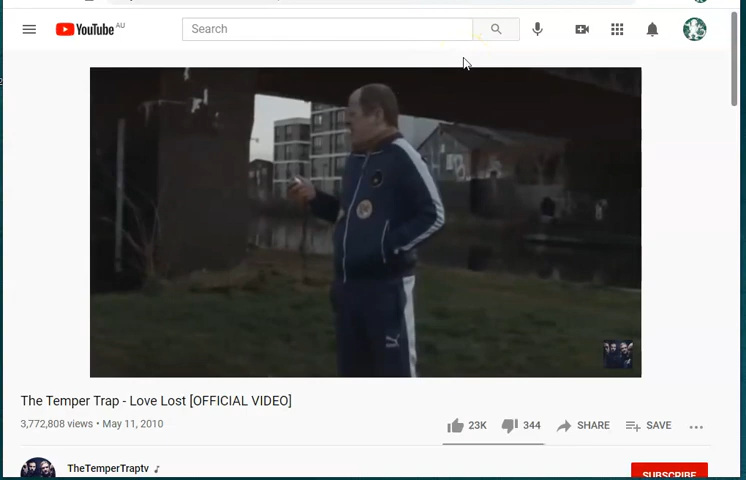 YouTube AU
Search
The Temper Trap - Love Lost [OFFICIAL VIDEO]
3,772,808 views • May 11, 2010
23K
344
SHARE
SAVE
TheTemperTraptv
SUBSCRIBE